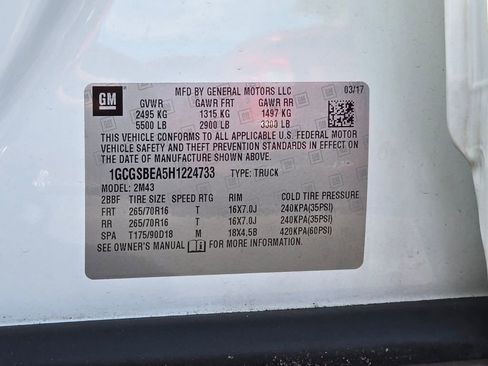 GM
MFD BY GENERAL MOTORS LLC 03/17
GVWR GAWR FRT GAWR RR
2495 KG 1315 KG 1497 KG
5500 LB 2900 LB 3300 LB
THIS VEHICLE CONFORMS TO ALL APPLICABLE U.S. FEDERAL MOTOR
VEHICLE SAFETY AND THEFT PREVENTION STANDARDS IN EFFECT ON
THE DATE OF MANUFACTURE SHOWN ABOVE.
1GCGSBEA5H1224733 TYPE: TRUCK
MODEL: 2M43
2BBF TIRE SIZE SPEED RTG RIM COLD TIRE PRESSURE
FRT 265/70R16 T 16X7.0J 240KPA(35PSI)
RR 265/70R16 T 16X7.0J 240KPA(35PSI)
SPA T175/90D18 M 18X4.5B 420KPA(60PSI)
SEE OWNER'S MANUAL FOR MORE INFORMATION